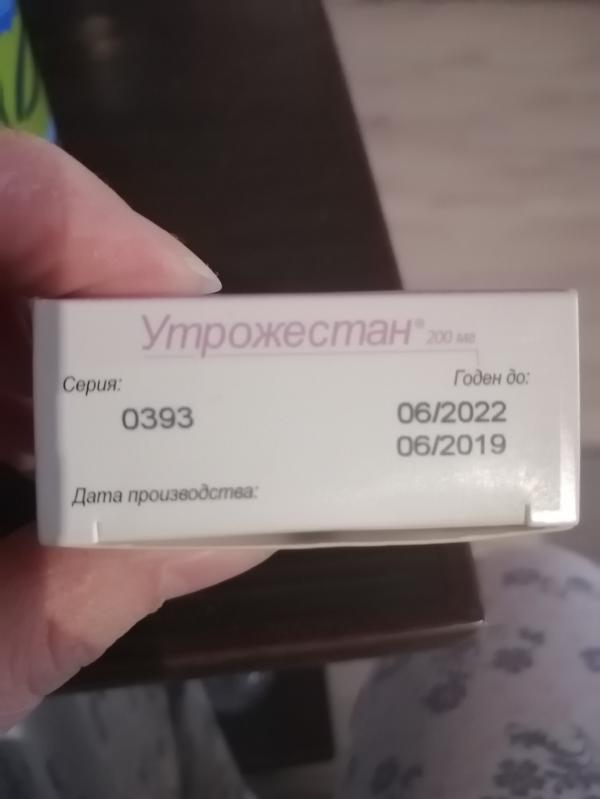 Утрожестан® 200 мг
Серия: Годен до:
0393 06/2022
06/2019
Дата производства: